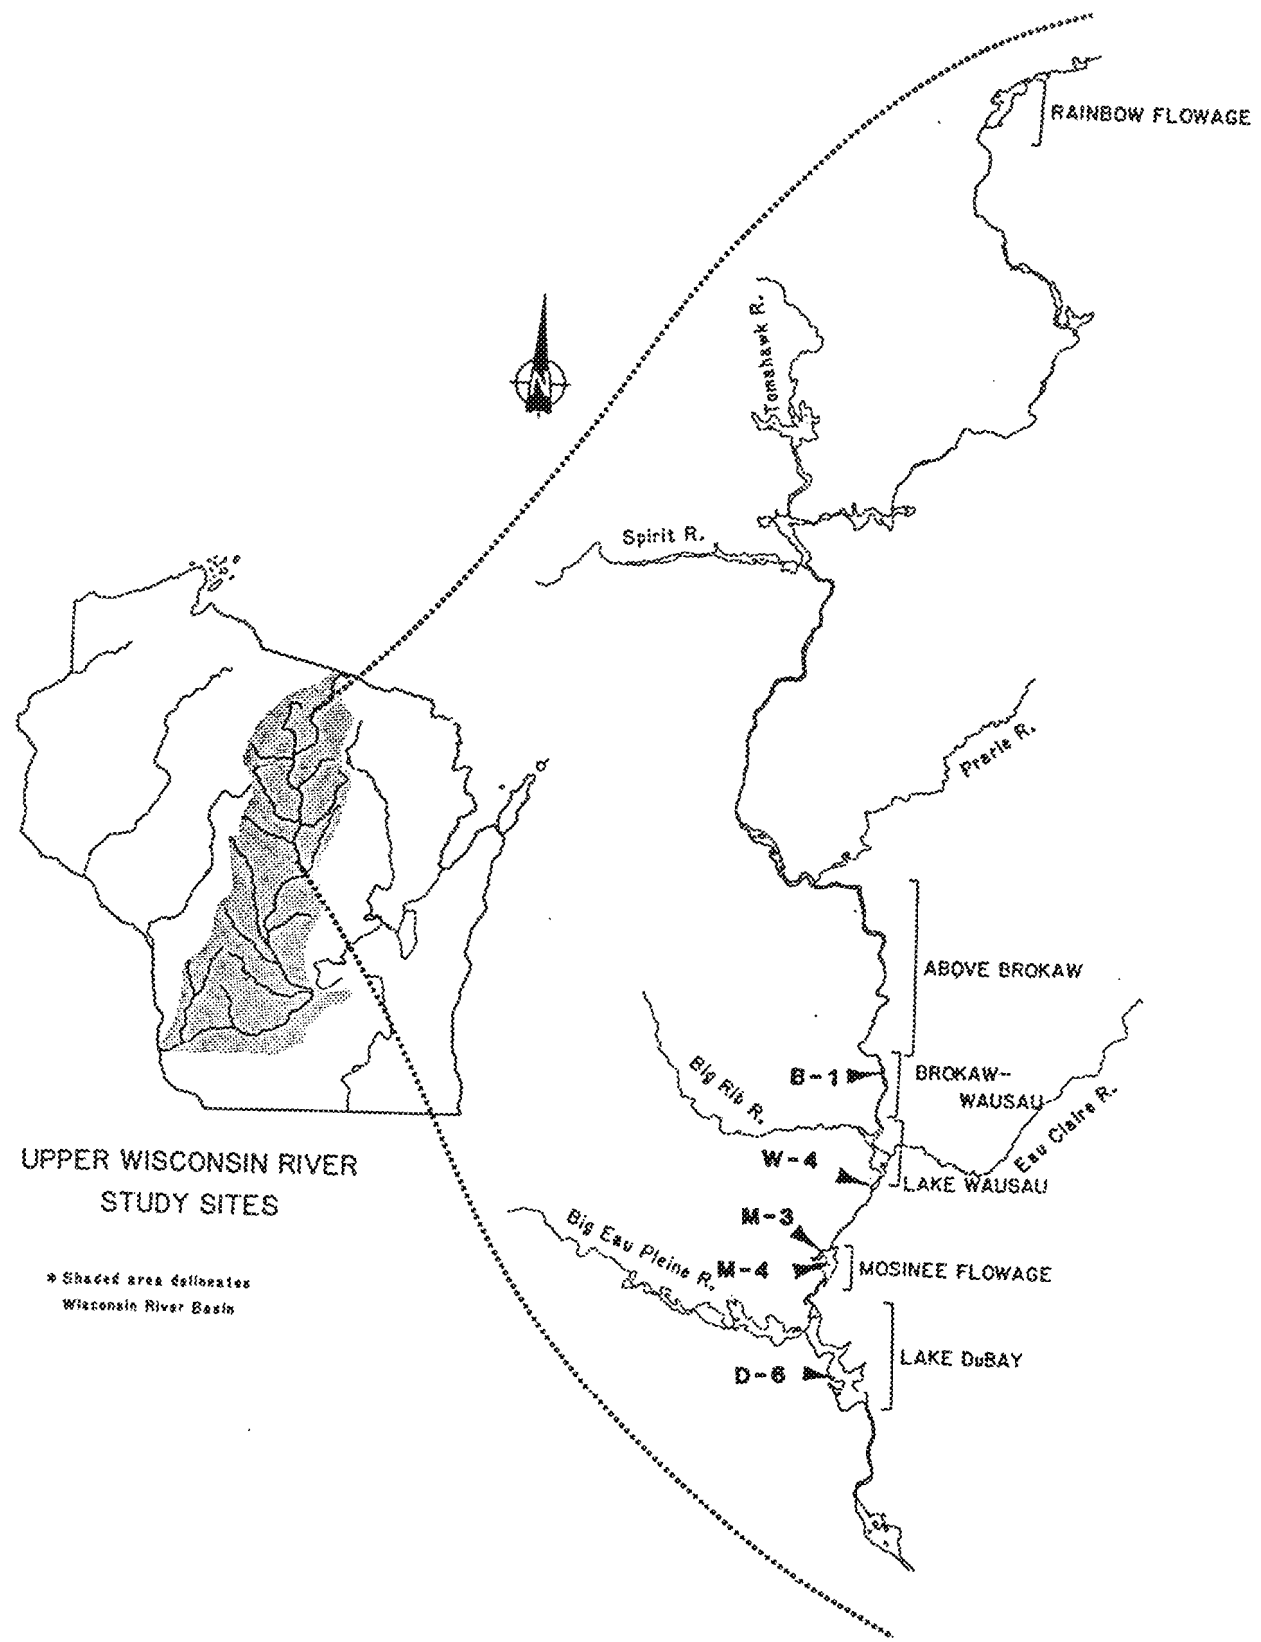 RAINBOW FLOWAGE
Tomahawk R.
N
Spirit R.
Prarie R.
ABOVE BROKAW
B-1
BROKAW-
WAUSAU
Big Rib R.
Eau Claire R.
W-4
LAKE WAUSAU
M-3
Big Eau Pleine R.
M-4
MOSINEE FLOWAGE
LAKE DuBAY
D-6
UPPER WISCONSIN RIVER
STUDY SITES
* Shaded area delineates
Wisconsin River Basin